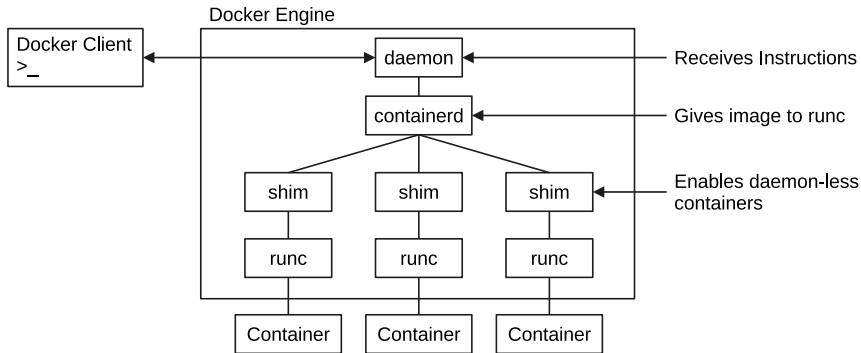 Docker Engine
Docker Client
>_
daemon
Receives Instructions
containerd
Gives image to runc
shim
shim
shim
Enables daemon-less
containers
runc
runc
runc
Container
Container
Container